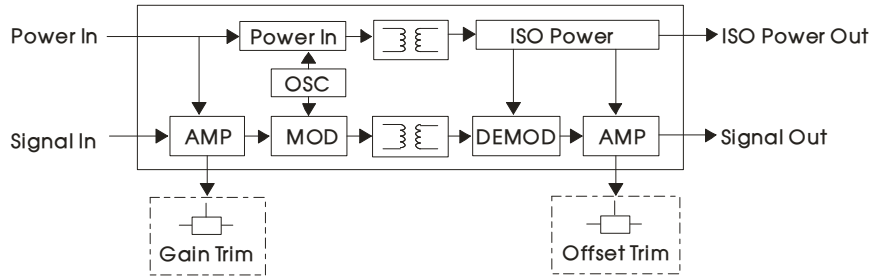 Power In
Power In
ISO Power
ISO Power Out
OSC
Signal In
AMP
MOD
DEMOD
AMP
Signal Out
Gain Trim
Offset Trim